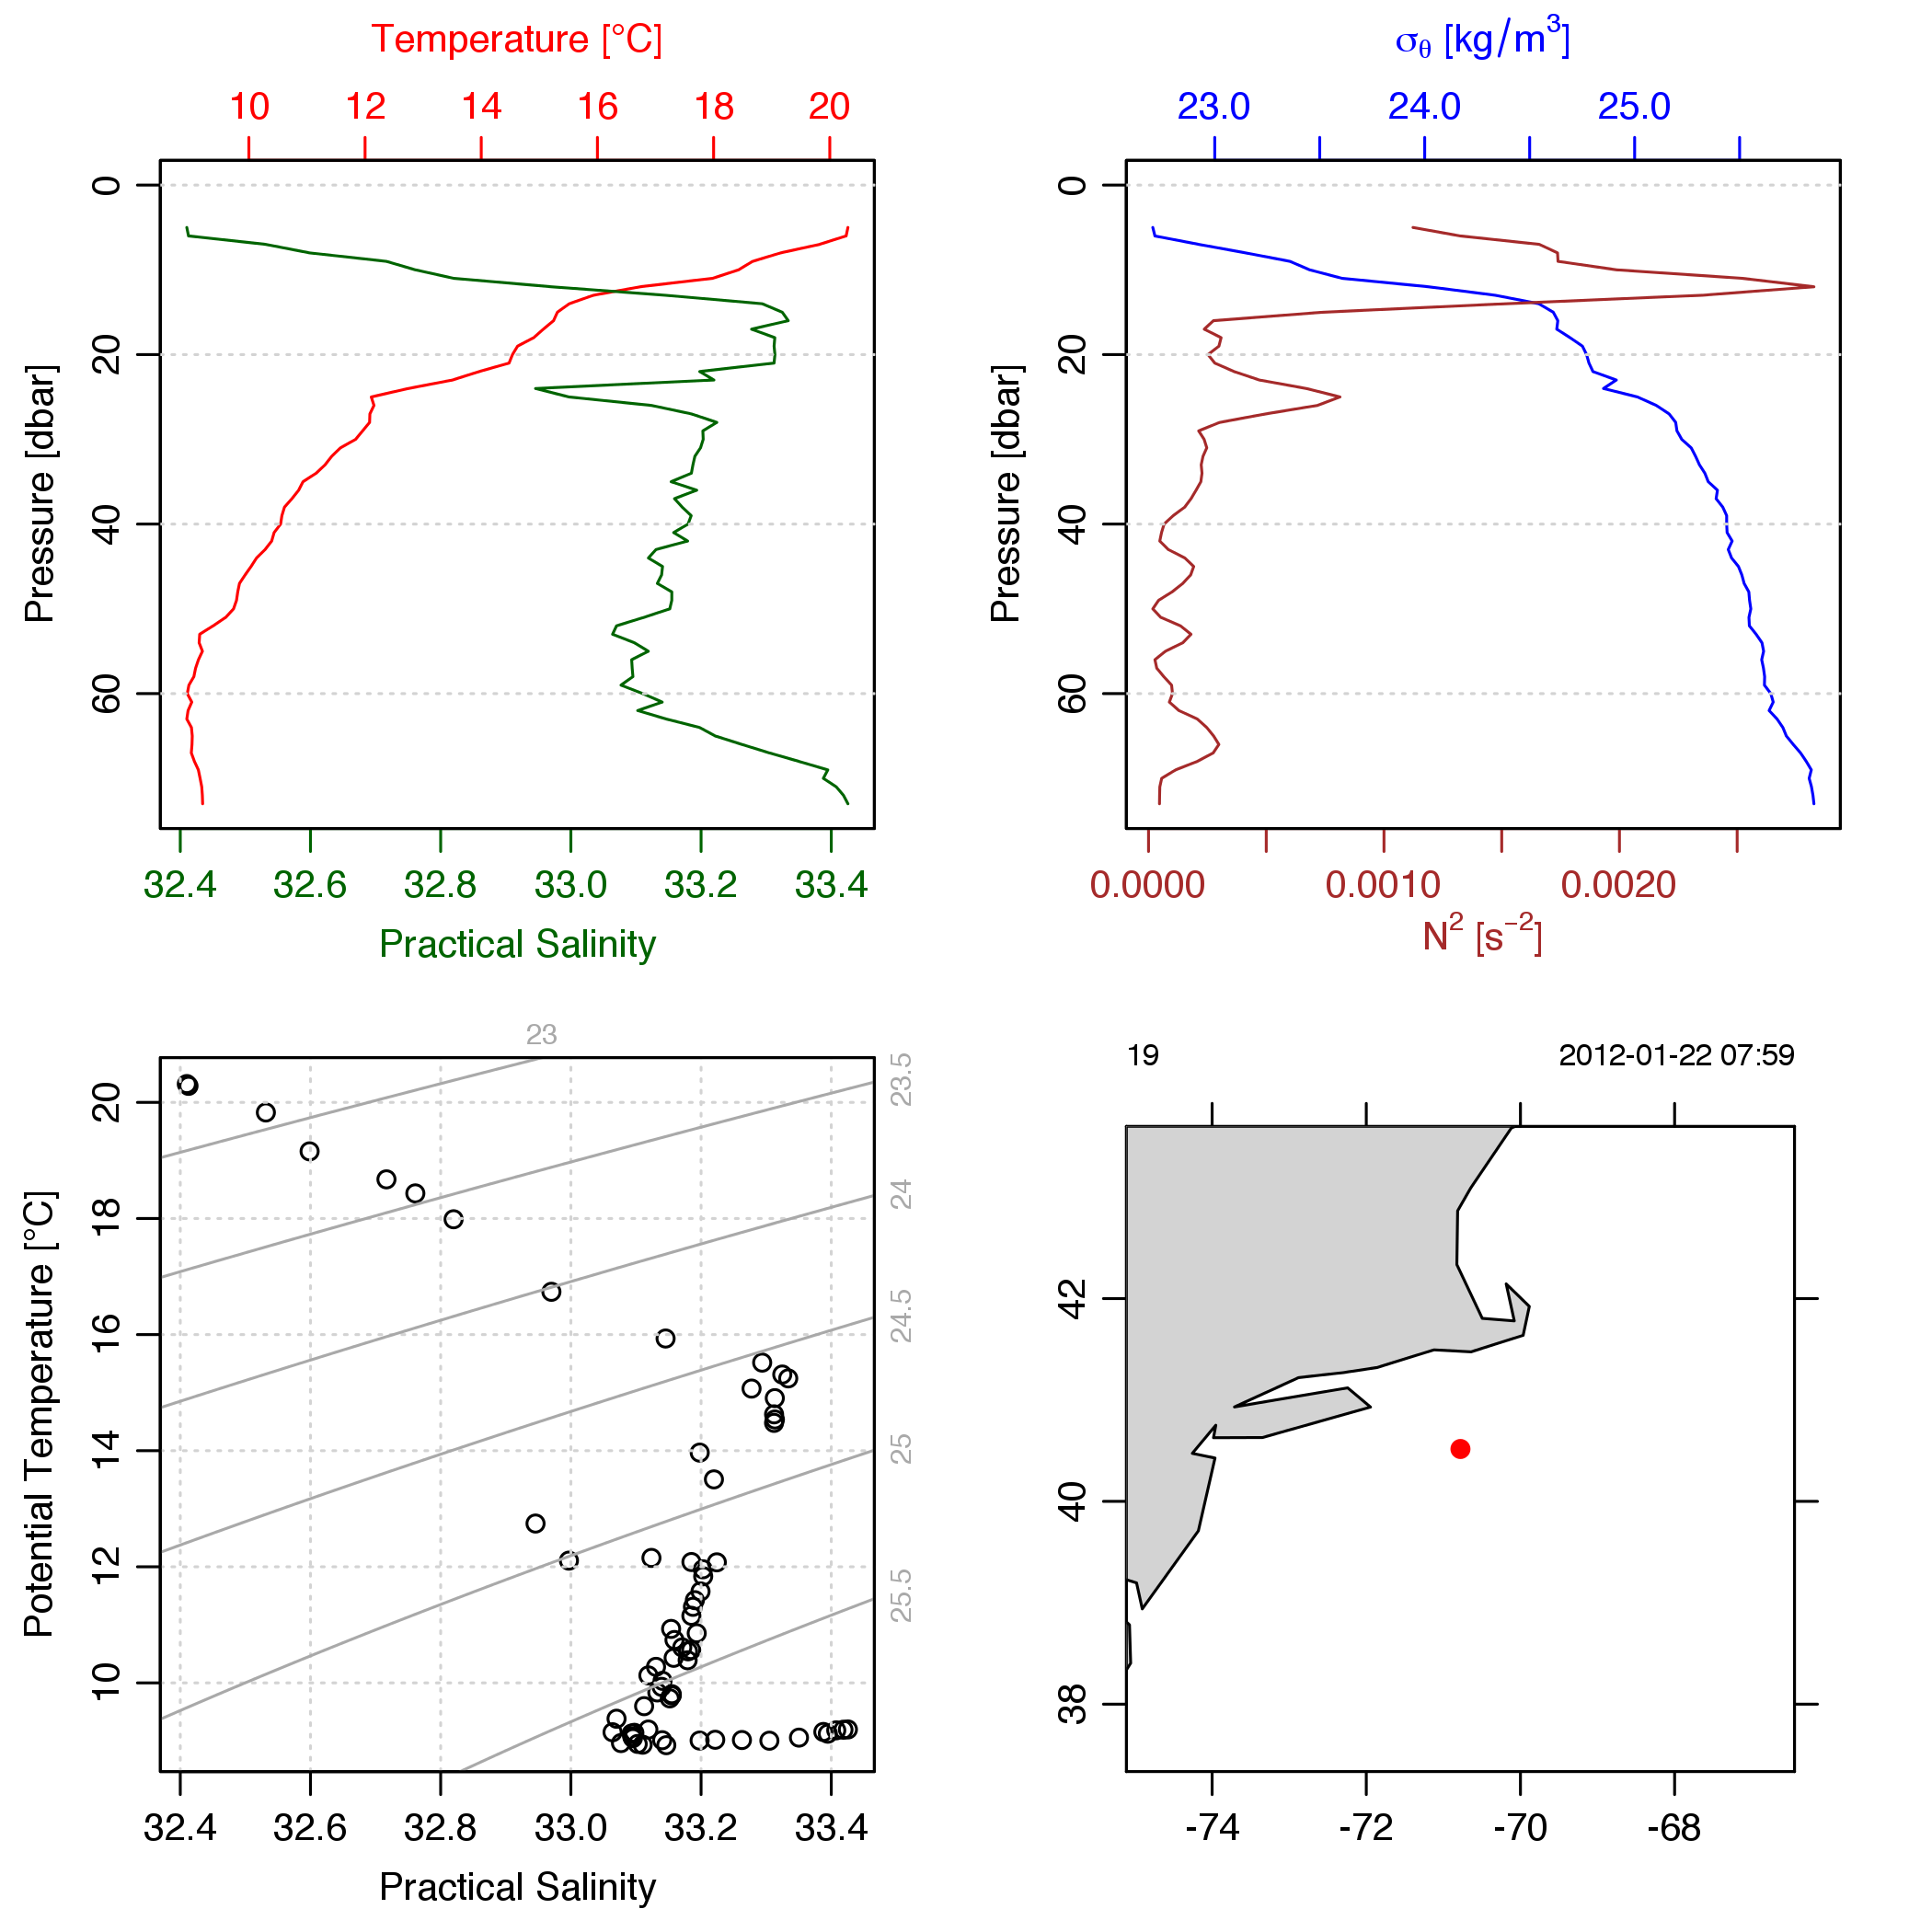 Temperature [°C]
10 12 14 16 18 20
Pressure [dbar]
0
20
40
60
32.4 32.6 32.8 33.0 33.2 33.4
Practical Salinity
σθ [kg/m³]
23.0 24.0 25.0
Pressure [dbar]
0
20
40
60
0.0000 0.0010 0.0020
N² [s⁻²]
23
23.5
24
24.5
25
25.5
Potential Temperature [°C]
20
18
16
14
12
10
32.4 32.6 32.8 33.0 33.2 33.4
Practical Salinity
19 2012-01-22 07:59
42
40
38
-74 -72 -70 -68